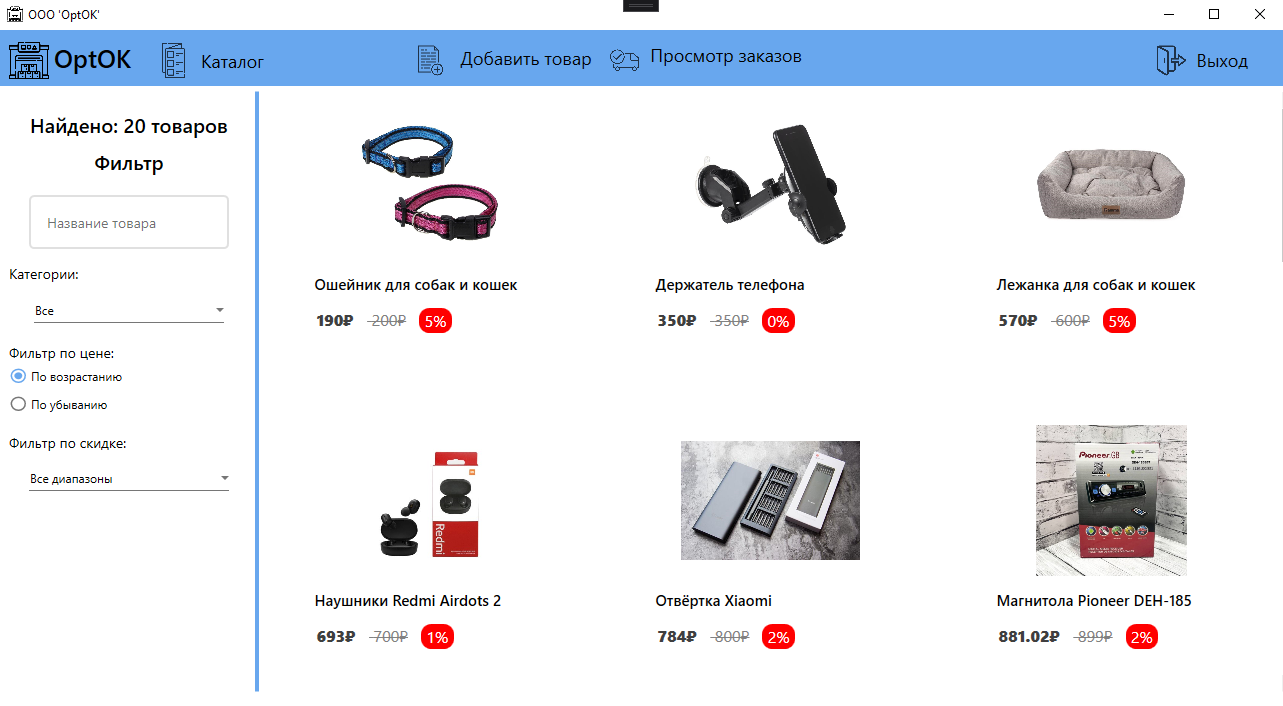 ООО 'OptOK'
OptOK
Каталог
Добавить товар
Просмотр заказов
Выход
Найдено: 20 товаров
Фильтр
Название товара
Категории:
Все
Фильтр по цене:
По возрастанию
По убыванию
Фильтр по скидке:
Все диапазоны
Ошейник для собак и кошек
190₽ 200₽ 5%
Держатель телефона
350₽ 350₽ 0%
Лежанка для собак и кошек
570₽ 600₽ 5%
Redmi
Наушники Redmi Airdots 2
693₽ 700₽ 1%
Отвёртка Xiaomi
784₽ 800₽ 2%
Pioneer.GB
Магнитола Pioneer DEH-185
881.02₽ 899₽ 2%